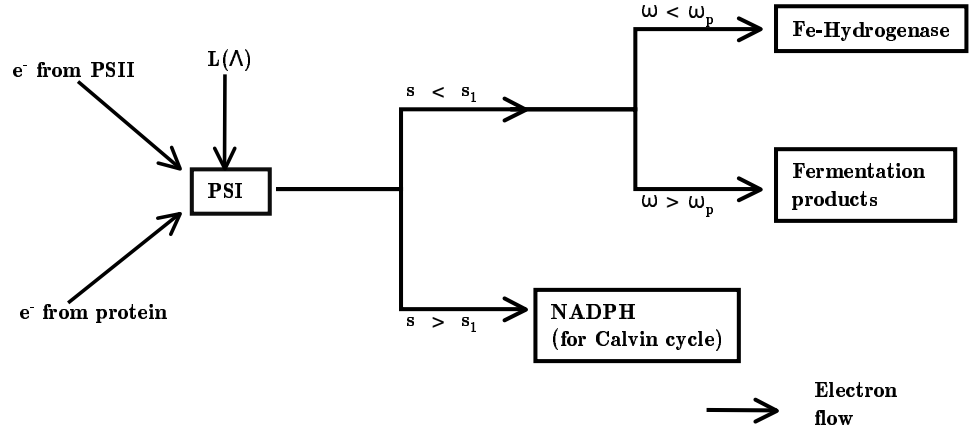 ω < ωp
Fe-Hydrogenase
L(Λ)
e- from PSII
s < s1
Fermentation
products
PSI
ω > ωp
e- from protein
s > s1
NADPH
(for Calvin cycle)
Electron
flow